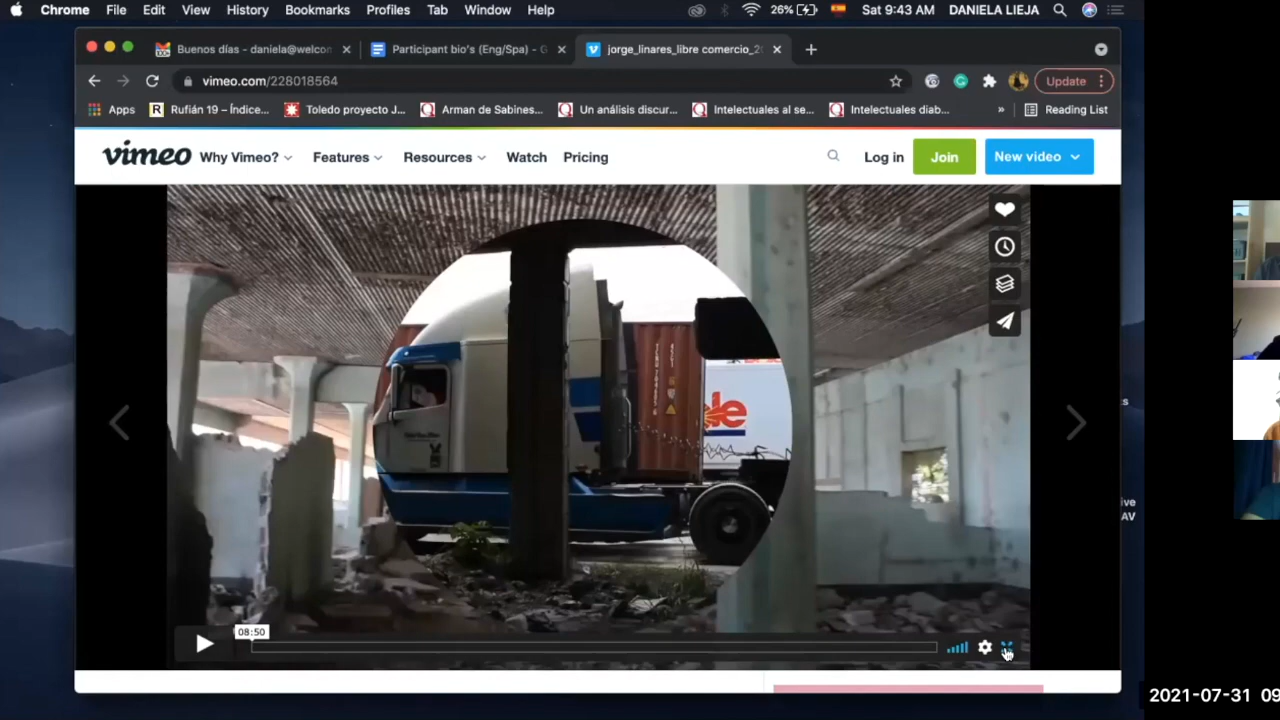 Chrome File Edit View History Bookmarks Profiles Tab Window Help 26% Sat 9:43 AM DANIELA LIEJA
Buenos días - daniela@welcon Participant bio's (Eng/Spa) - G jorge_linares_libre comercio_2
vimeo.com/228018564 Update
Apps Rufián 19 – Índice... Toledo proyecto J... Arman de Sabines... Un análisis discur... Intelectuales al se... Intelectuales diab... » Reading List
vimeo Why Vimeo? Features Resources Watch Pricing Log in Join New video
08:50
2021-07-31 09